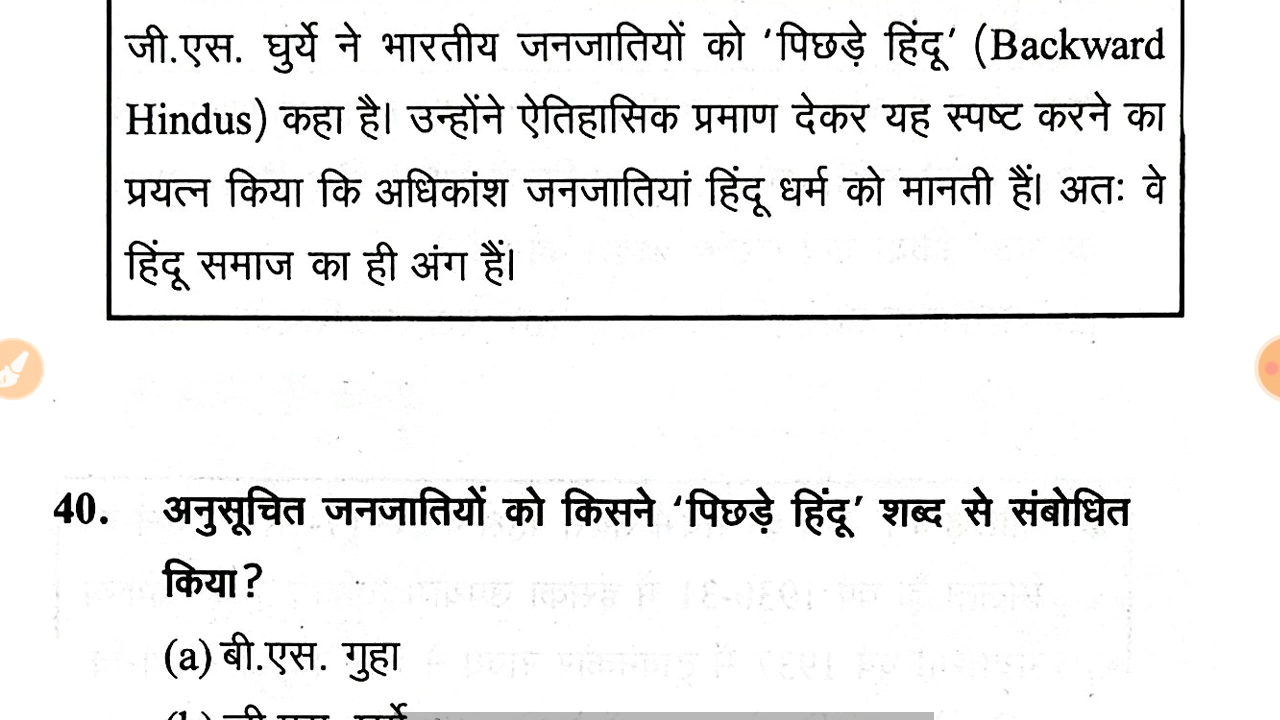 जी.एस. घुर्ये ने भारतीय जनजातियों को ‘पिछड़े हिंदू’ (Backward
Hindus) कहा है। उन्होंने ऐतिहासिक प्रमाण देकर यह स्पष्ट करने का
प्रयत्न किया कि अधिकांश जनजातियां हिंदू धर्म को मानती हैं। अतः वे
हिंदू समाज का ही अंग हैं।
40. अनुसूचित जनजातियों को किसने ‘पिछड़े हिंदू’ शब्द से संबोधित
किया?
(a) बी.एस. गुहा